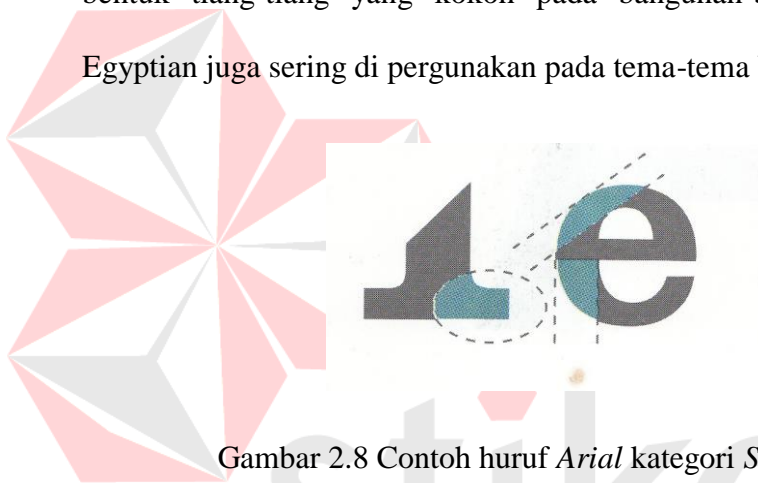 bentuk tiang-tiang yang kokoh pada bangunan
Egyptian juga sering di pergunakan pada tema-tema
e
Gambar 2.8 Contoh huruf Arial kategori S
stiko